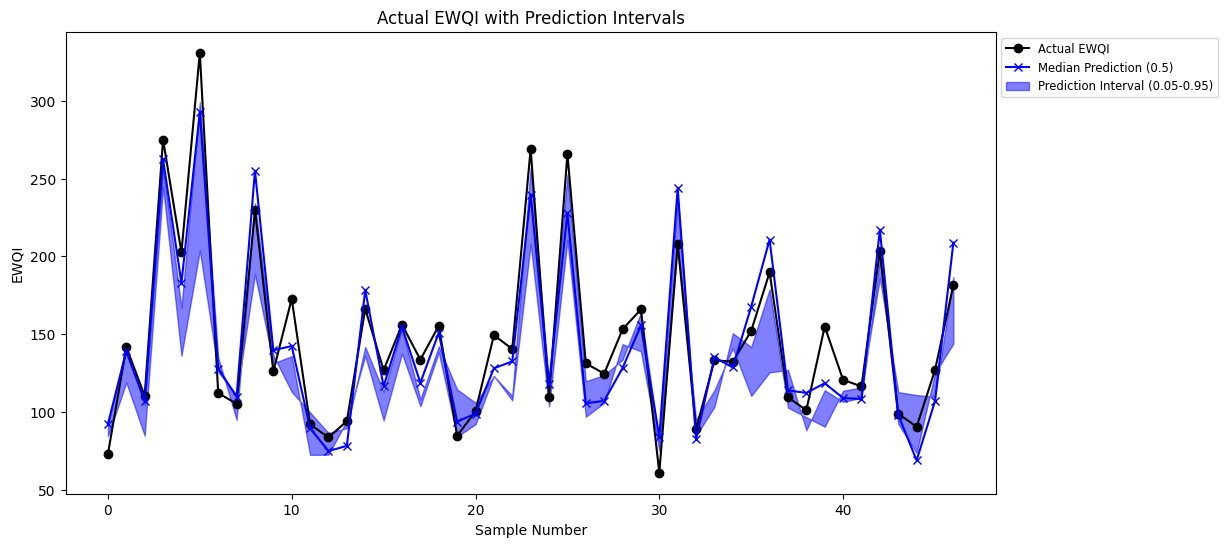 Actual EWQI with Prediction Intervals
Actual EWQI
Median Prediction (0.5)
Prediction Interval (0.05-0.95)
EWQI
300
250
200
150
100
50
0
10
20
30
40
Sample Number